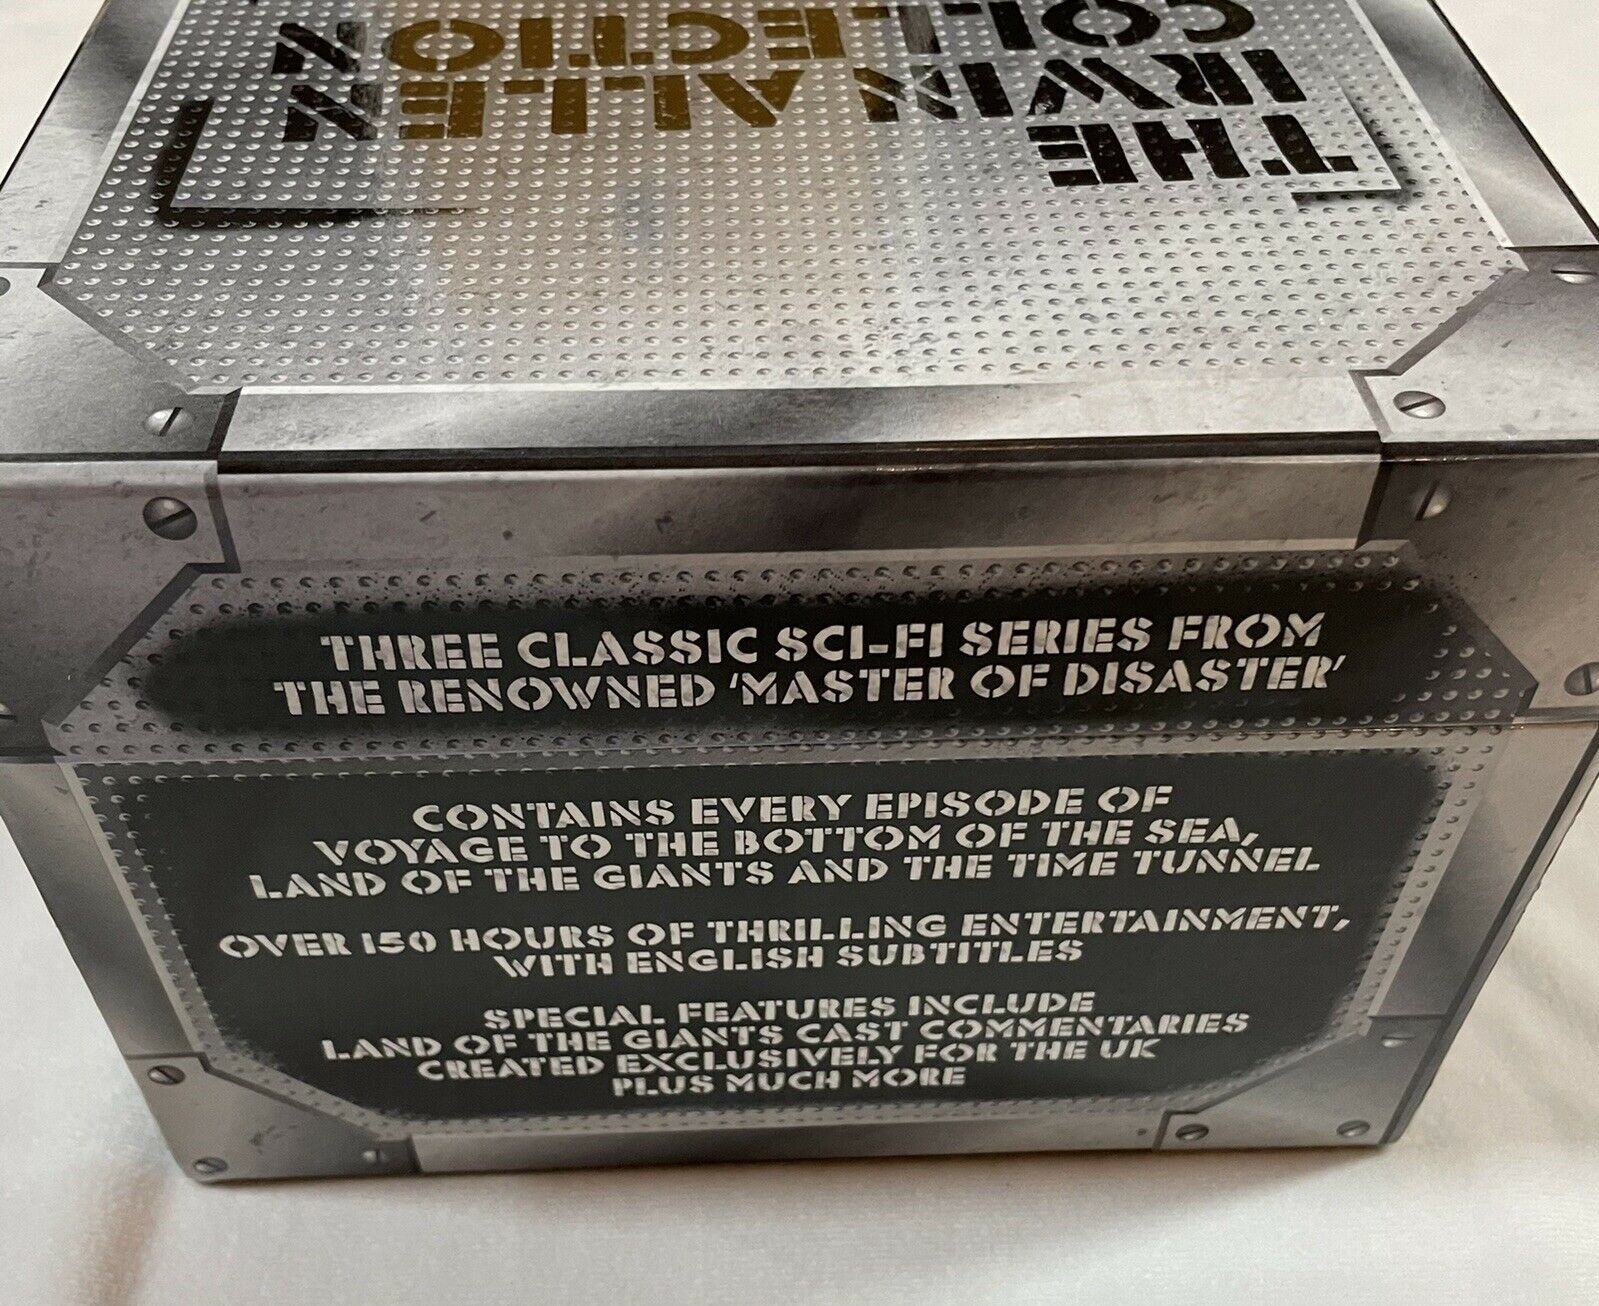 THE
IRWIN ALLEN
COLLECTION
THREE CLASSIC SCI-FI SERIES FROM
THE RENOWNED 'MASTER OF DISASTER'
CONTAINS EVERY EPISODE OF
VOYAGE TO THE BOTTOM OF THE SEA,
LAND OF THE GIANTS AND THE TIME TUNNEL
OVER 150 HOURS OF THRILLING ENTERTAINMENT,
WITH ENGLISH SUBTITLES
SPECIAL FEATURES INCLUDE
LAND OF THE GIANTS CAST COMMENTARIES
CREATED EXCLUSIVELY FOR THE UK
PLUS MUCH MORE